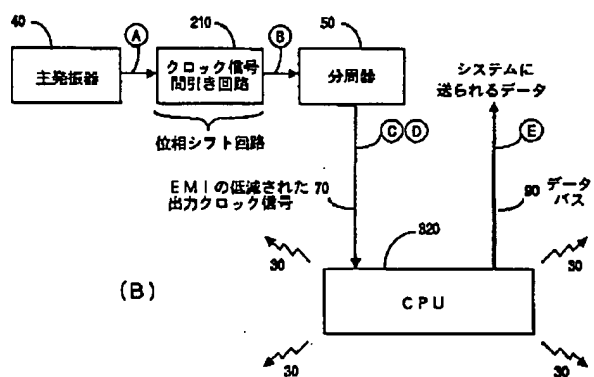 40
主発振器
A
210
クロック信号
間引き回路
位相シフト回路
B
50
分周器
C D
EMIの低減された
出力クロック信号
70
システムに
送られるデータ
E
90 データ
バス
320
CPU
30
30
30
30
(B)